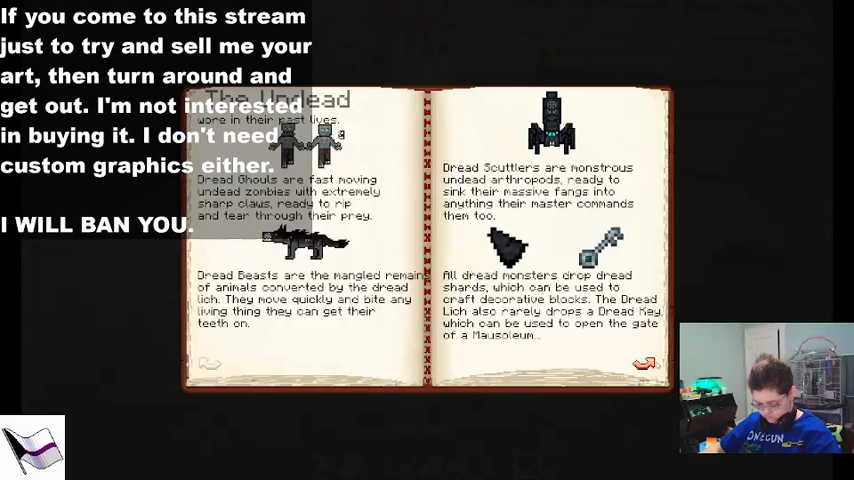 If you come to this stream
just to try and sell me your
art, then turn around and
get out. I'm not interested
in buying it. I don't need
custom graphics either.
I WILL BAN YOU.
The Undead
wore in their past lives.
Dread Ghouls are fast moving
undead zombies with extremely
sharp claws, ready to rip
and tear through their prey.
Dread Beasts are the mangled remains
of animals converted by the dread
lich. They move quickly and bite any
living thing they can get their
teeth on.
Dread Scuttlers are monstrous
undead arthropods, ready to
sink their massive fangs into
anything their master commands
them too.
All dread monsters drop dread
shards, which can be used to
craft decorative blocks. The Dread
Lich also rarely drops a Dread Key,
which can be used to open the gate
of a Mausoleum...